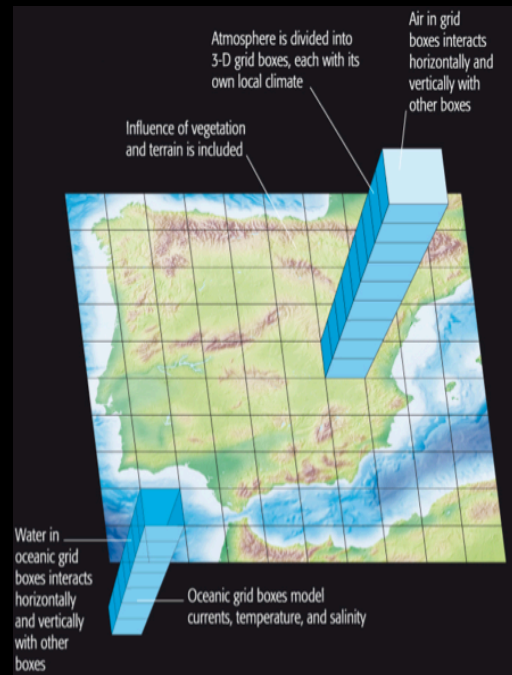 Air in grid
boxes interacts
horizontally and
vertically with
other boxes
Atmosphere is divided into
3-D grid boxes, each with its
own local climate
Influence of vegetation
and terrain is included
Water in
oceanic grid
boxes interacts
horizontally
and vertically
with other
boxes
Oceanic grid boxes model
currents, temperature, and salinity